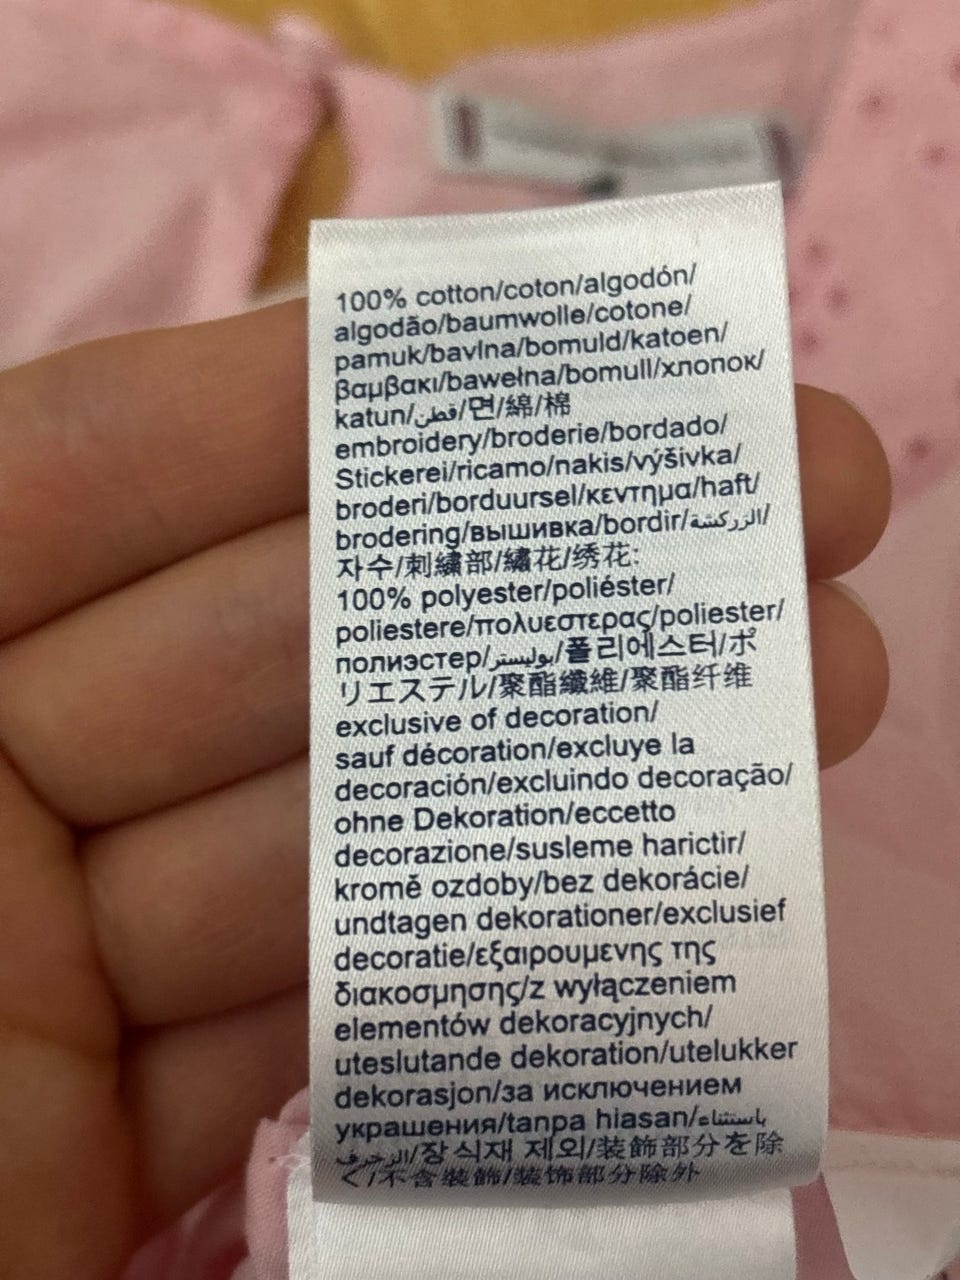 100% cotton/coton/algodón/
algodão/baumwolle/cotone/
pamuk/bavlna/bomuld/katoen/
βαμβακι/bawełna/bomull/хлопок/
katun/قطن/면/綿/棉
embroidery/broderie/bordado/
Stickerei/ricamo/nakis/výšivka/
broderi/borduursel/κεντημα/haft/
brodering/вышивка/bordir/الزركشة/
자수/刺繍部/繡花/绣花:
100% polyester/poliéster/
poliestere/πολυεστερας/poliester/
полиэстер/بوليستر/폴리에스터/ポ
リエステル/聚酯纖維/聚酯纤维
exclusive of decoration/
sauf décoration/excluye la
decoración/excluindo decoração/
ohne Dekoration/eccetto
decorazione/susleme harictir/
kromě ozdoby/bez dekorácie/
undtagen dekorationer/exclusief
decoratie/εξαιρουμενης της
διακοσμησης/z wyłączeniem
elementów dekoracyjnych/
uteslutande dekoration/utelukker
dekorasjon/за исключением
украшения/tanpa hiasan/باستثناء
الزخرف/장식재 제외/装飾部分を除
く/不含裝飾/装饰部分除外